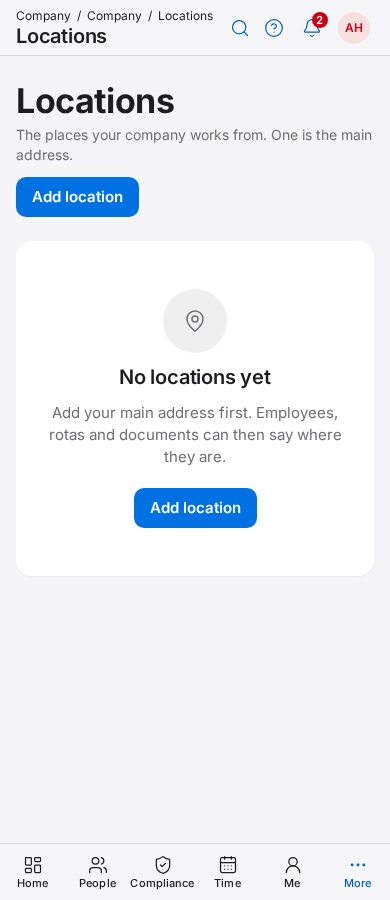 Company / Company / Locations
Locations
2
AH
Locations
The places your company works from. One is the main
address.
Add location
No locations yet
Add your main address first. Employees,
rotas and documents can then say where
they are.
Add location
Home People Compliance Time Me More